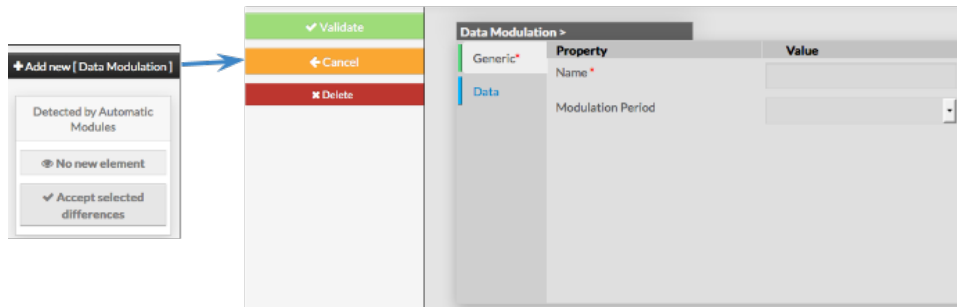 + Add new [ Data Modulation ]
Detected by Automatic
Modules
No new element
Accept selected
differences
Validate
Cancel
Delete
Data Modulation >
Generic*
Data
Property Value
Name *
Modulation Period